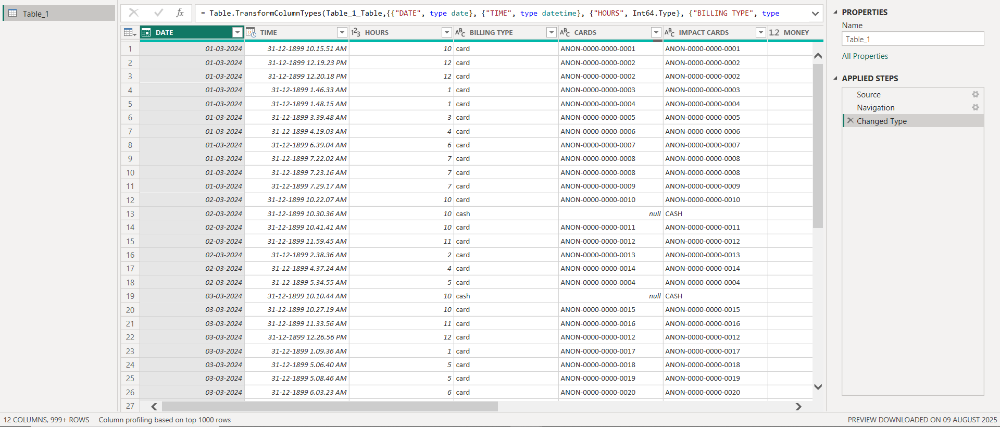 Table_1
= Table.TransformColumnTypes(Table_1_Table,{{"DATE", type date}, {"TIME", type datetime}, {"HOURS", Int64.Type}, {"BILLING TYPE", type
DATE TIME 123 HOURS ABC BILLING TYPE ABC CARDS ABC IMPACT CARDS 1.2 MONEY
1 01-03-2024 31-12-1899 10.15.51 AM 10 card ANON-0000-0000-0001 ANON-0000-0000-0001
2 01-03-2024 31-12-1899 12.19.23 PM 12 card ANON-0000-0000-0002 ANON-0000-0000-0002
3 01-03-2024 31-12-1899 12.20.18 PM 12 card ANON-0000-0000-0002 ANON-0000-0000-0002
4 01-03-2024 31-12-1899 1.46.33 AM 1 card ANON-0000-0000-0003 ANON-0000-0000-0003
5 01-03-2024 31-12-1899 1.48.15 AM 1 card ANON-0000-0000-0004 ANON-0000-0000-0004
6 01-03-2024 31-12-1899 3.39.48 AM 3 card ANON-0000-0000-0005 ANON-0000-0000-0005
7 01-03-2024 31-12-1899 4.19.03 AM 4 card ANON-0000-0000-0006 ANON-0000-0000-0006
8 01-03-2024 31-12-1899 6.39.04 AM 6 card ANON-0000-0000-0007 ANON-0000-0000-0007
9 01-03-2024 31-12-1899 7.22.02 AM 7 card ANON-0000-0000-0008 ANON-0000-0000-0008
10 01-03-2024 31-12-1899 7.23.16 AM 7 card ANON-0000-0000-0008 ANON-0000-0000-0008
11 01-03-2024 31-12-1899 7.29.17 AM 7 card ANON-0000-0000-0009 ANON-0000-0000-0009
12 02-03-2024 31-12-1899 10.22.07 AM 10 card ANON-0000-0000-0010 ANON-0000-0000-0010
13 02-03-2024 31-12-1899 10.30.36 AM 10 cash null CASH
14 02-03-2024 31-12-1899 10.41.41 AM 10 card ANON-0000-0000-0011 ANON-0000-0000-0011
15 02-03-2024 31-12-1899 11.59.45 AM 11 card ANON-0000-0000-0012 ANON-0000-0000-0012
16 02-03-2024 31-12-1899 2.38.36 AM 2 card ANON-0000-0000-0013 ANON-0000-0000-0013
17 02-03-2024 31-12-1899 4.37.24 AM 4 card ANON-0000-0000-0014 ANON-0000-0000-0014
18 02-03-2024 31-12-1899 5.34.55 AM 5 card ANON-0000-0000-0004 ANON-0000-0000-0004
19 03-03-2024 31-12-1899 10.10.44 AM 10 cash null CASH
20 03-03-2024 31-12-1899 10.27.19 AM 10 card ANON-0000-0000-0015 ANON-0000-0000-0015
21 03-03-2024 31-12-1899 11.33.56 AM 11 card ANON-0000-0000-0016 ANON-0000-0000-0016
22 03-03-2024 31-12-1899 12.26.56 PM 12 card ANON-0000-0000-0012 ANON-0000-0000-0012
23 03-03-2024 31-12-1899 1.09.36 AM 1 card ANON-0000-0000-0017 ANON-0000-0000-0017
24 03-03-2024 31-12-1899 5.06.40 AM 5 card ANON-0000-0000-0018 ANON-0000-0000-0018
25 03-03-2024 31-12-1899 5.08.46 AM 5 card ANON-0000-0000-0019 ANON-0000-0000-0019
26 03-03-2024 31-12-1899 6.03.23 AM 6 card ANON-0000-0000-0020 ANON-0000-0000-0020
27
PROPERTIES
Name
Table_1
All Properties
APPLIED STEPS
Source
Navigation
Changed Type
12 COLUMNS, 999+ ROWS Column profiling based on top 1000 rows
PREVIEW DOWNLOADED ON 09 AUGUST 2025